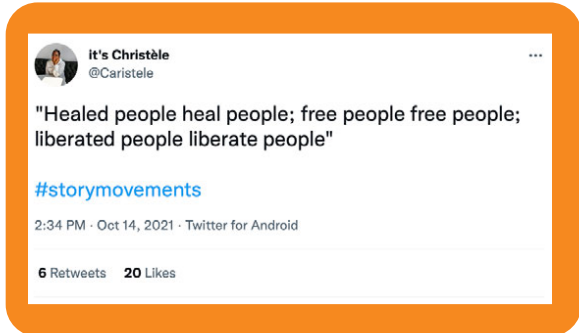 it's Christèle
@Caristele
"Healed people heal people; free people free people;
liberated people liberate people"
#storymovements
2:34 PM · Oct 14, 2021 · Twitter for Android
6 Retweets 20 Likes